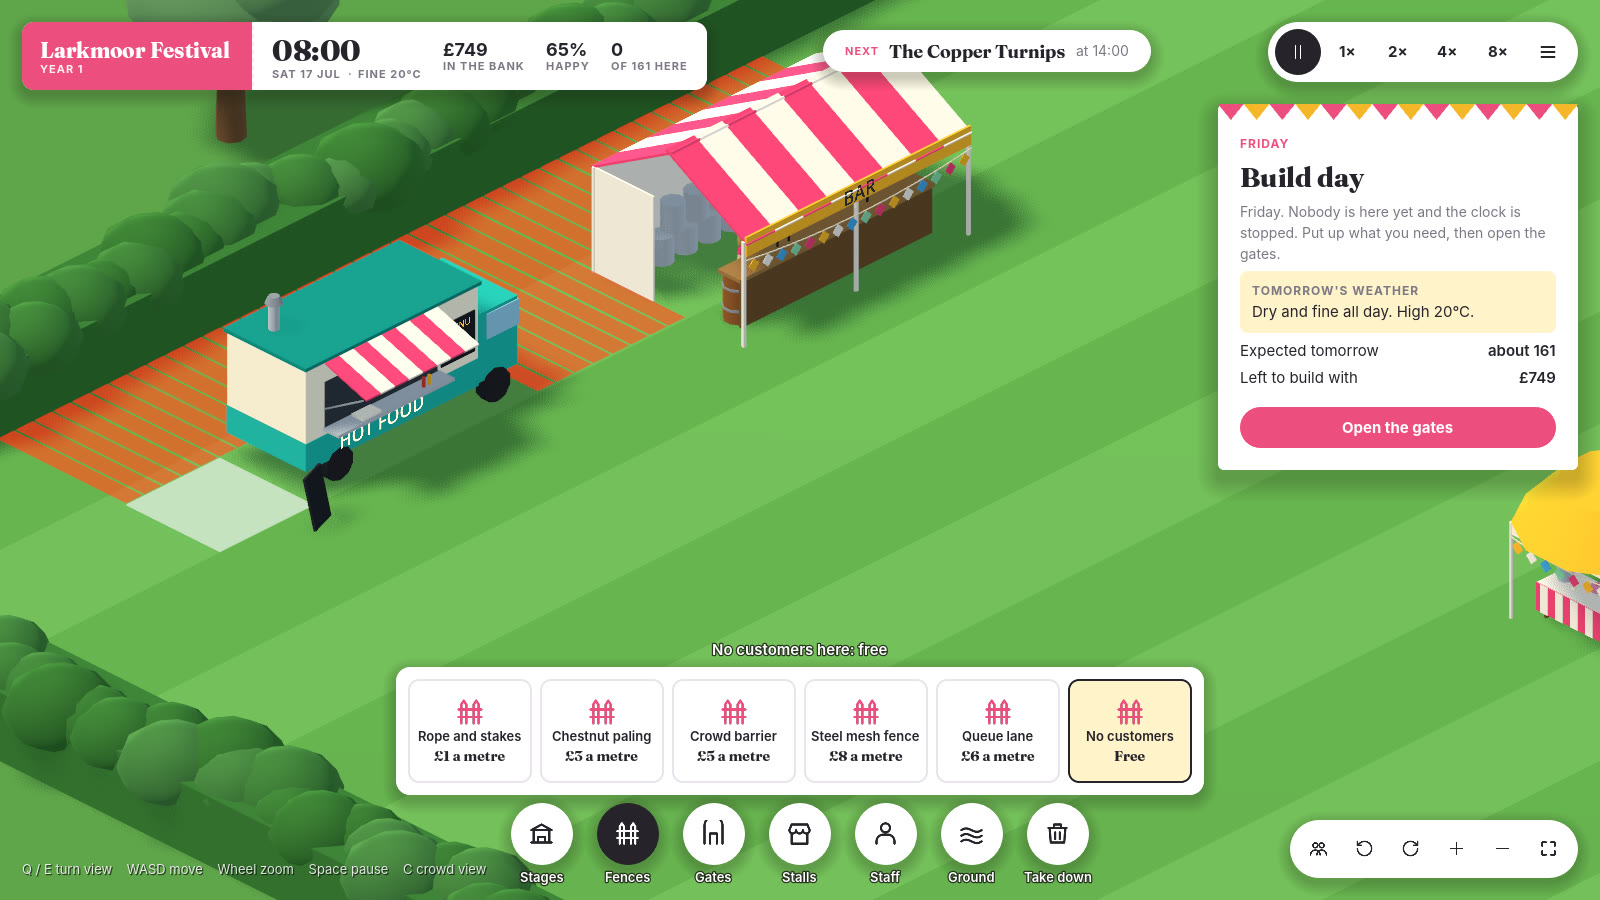 Larkmoor Festival
YEAR 1
08:00
SAT 17 JUL · FINE 20°C
£749
IN THE BANK
65%
HAPPY
0
OF 161 HERE
NEXT The Copper Turnips at 14:00
1×
2×
4×
8×
FRIDAY
Build day
Friday. Nobody is here yet and the clock is
stopped. Put up what you need, then open the
gates.
TOMORROW'S WEATHER
Dry and fine all day. High 20°C.
Expected tomorrow about 161
Left to build with £749
Open the gates
BAR
HOT FOOD
No customers here: free
Rope and stakes
£1 a metre
Chestnut paling
£3 a metre
Crowd barrier
£5 a metre
Steel mesh fence
£8 a metre
Queue lane
£6 a metre
No customers
Free
Stages
Fences
Gates
Stalls
Staff
Ground
Take down
Q / E turn view WASD move Wheel zoom Space pause C crowd view